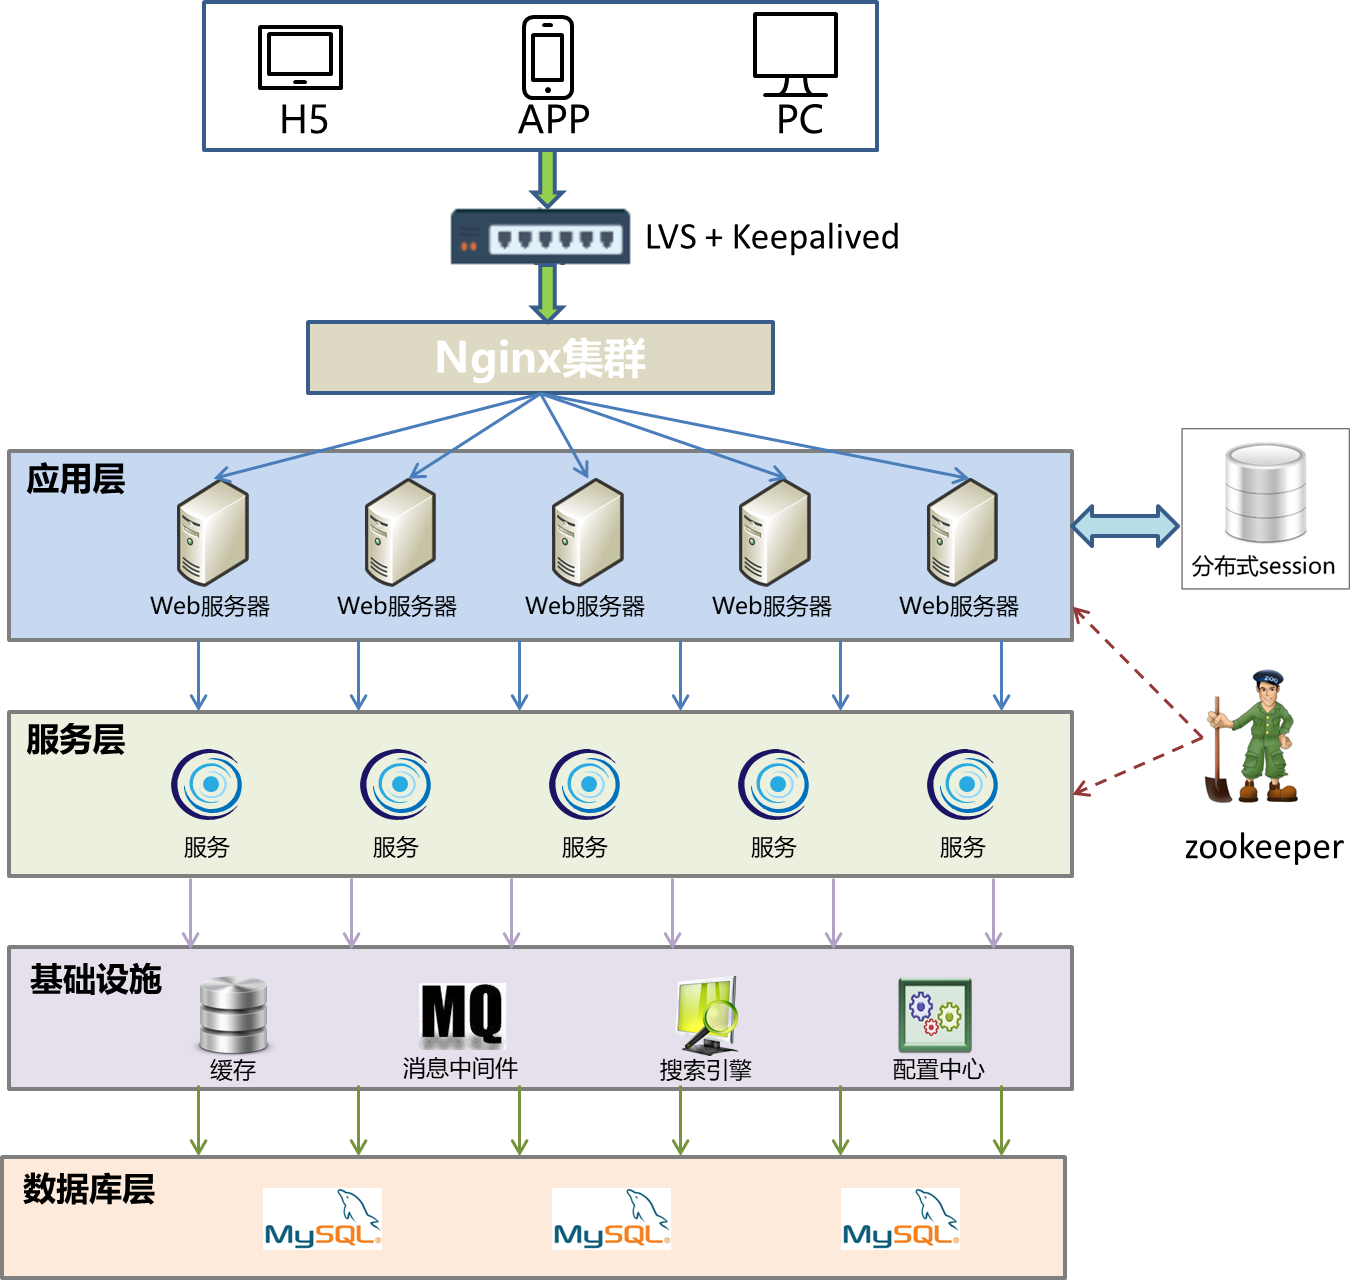 H5
APP
PC
LVS + Keepalived
Nginx集群
应用层
Web服务器
Web服务器
Web服务器
Web服务器
Web服务器
分布式session
服务层
服务
服务
服务
服务
服务
ZOO
zookeeper
基础设施
MQ
缓存
消息中间件
搜索引擎
配置中心
数据库层
MySQL®
MySQL®
MySQL®